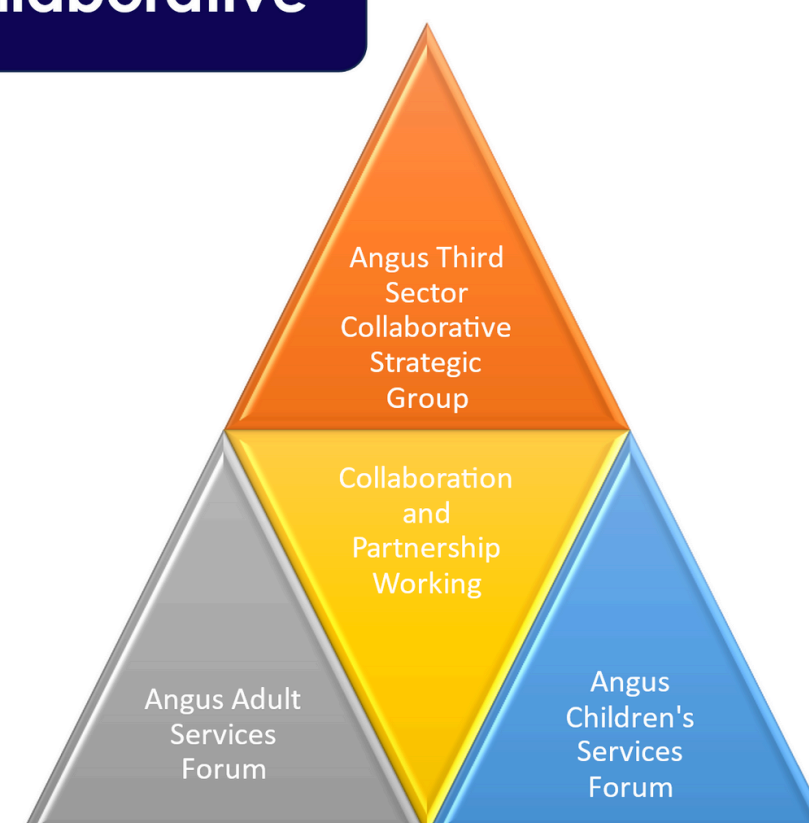 Angus Third
Sector
Collaborative
Strategic
Group
Collaboration
and
Partnership
Working
Angus Adult
Services
Forum
Angus
Children's
Services
Forum